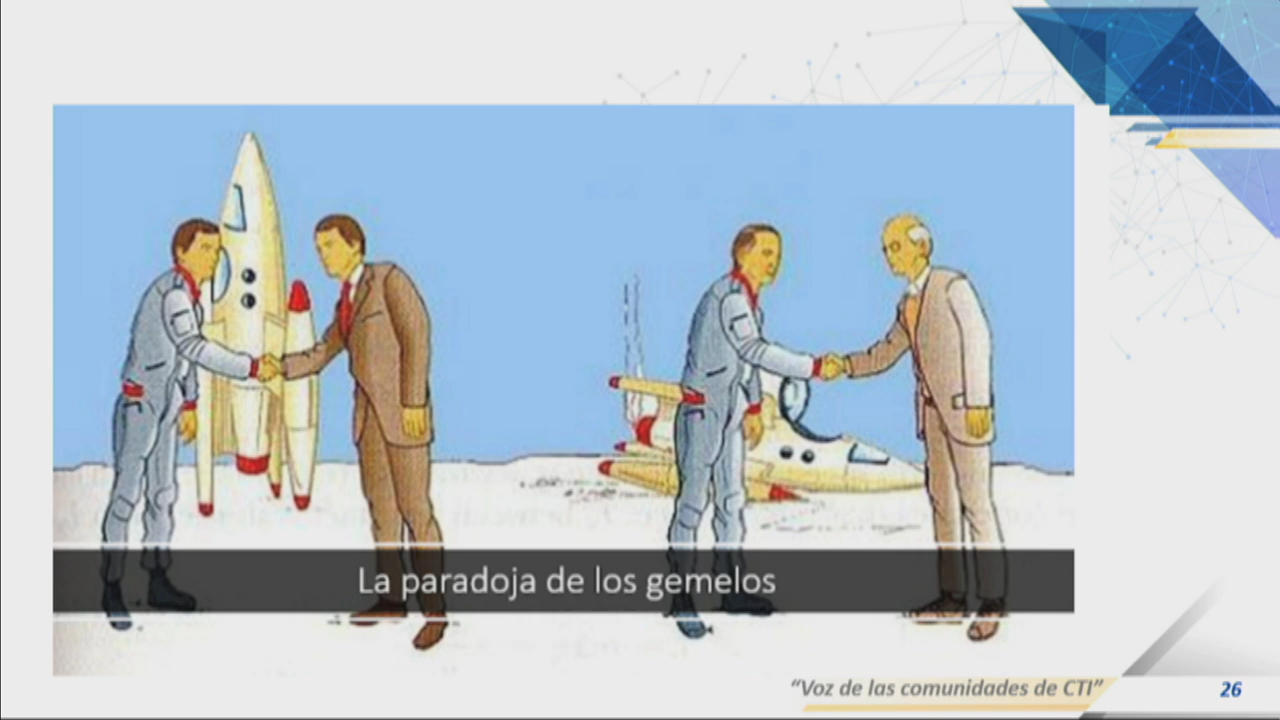 La paradoja de los gemelos
“Voz de las comunidades de CTI”
26